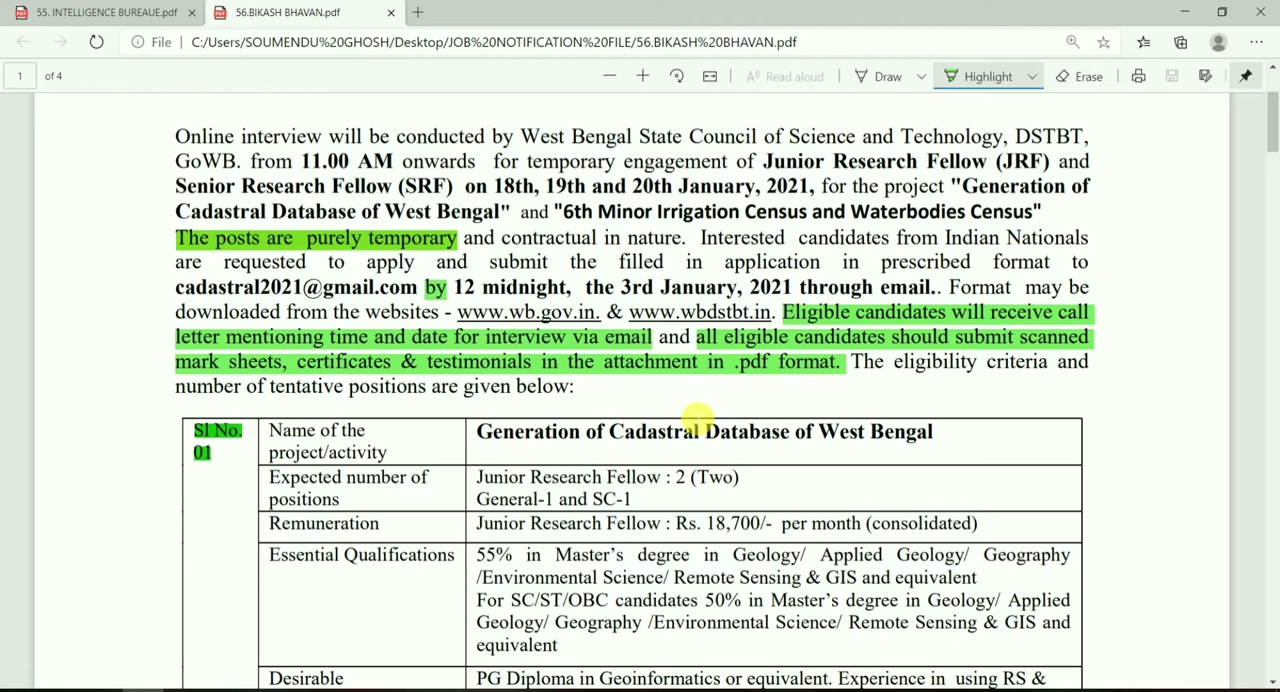 55. INTELLIGENCE BUREAUE.pdf
56.BIKASH BHAVAN.pdf
File
C:/Users/SOUMENDU%20GHOSH/Desktop/JOB%20NOTIFICATION%20FILE/56.BIKASH%20BHAVAN.pdf
1 of 4
Read aloud
Draw
Highlight
Erase
Online interview will be conducted by West Bengal State Council of Science and Technology, DSTBT,
GoWB. from 11.00 AM onwards for temporary engagement of Junior Research Fellow (JRF) and
Senior Research Fellow (SRF) on 18th, 19th and 20th January, 2021, for the project "Generation of
Cadastral Database of West Bengal" and "6th Minor Irrigation Census and Waterbodies Census"
The posts are purely temporary and contractual in nature. Interested candidates from Indian Nationals
are requested to apply and submit the filled in application in prescribed format to
cadastral2021@gmail.com by 12 midnight, the 3rd January, 2021 through email.. Format may be
downloaded from the websites - www.wb.gov.in. & www.wbdstbt.in. Eligible candidates will receive call
letter mentioning time and date for interview via email and all eligible candidates should submit scanned
mark sheets, certificates & testimonials in the attachment in .pdf format. The eligibility criteria and
number of tentative positions are given below:
Sl No.
01
Name of the
project/activity
Generation of Cadastral Database of West Bengal
Expected number of
positions
Junior Research Fellow : 2 (Two)
General-1 and SC-1
Remuneration
Junior Research Fellow : Rs. 18,700/- per month (consolidated)
Essential Qualifications
55% in Master’s degree in Geology/ Applied Geology/ Geography
/Environmental Science/ Remote Sensing & GIS and equivalent
For SC/ST/OBC candidates 50% in Master’s degree in Geology/ Applied
Geology/ Geography /Environmental Science/ Remote Sensing & GIS and
equivalent
Desirable
PG Diploma in Geoinformatics or equivalent. Experience in using RS &